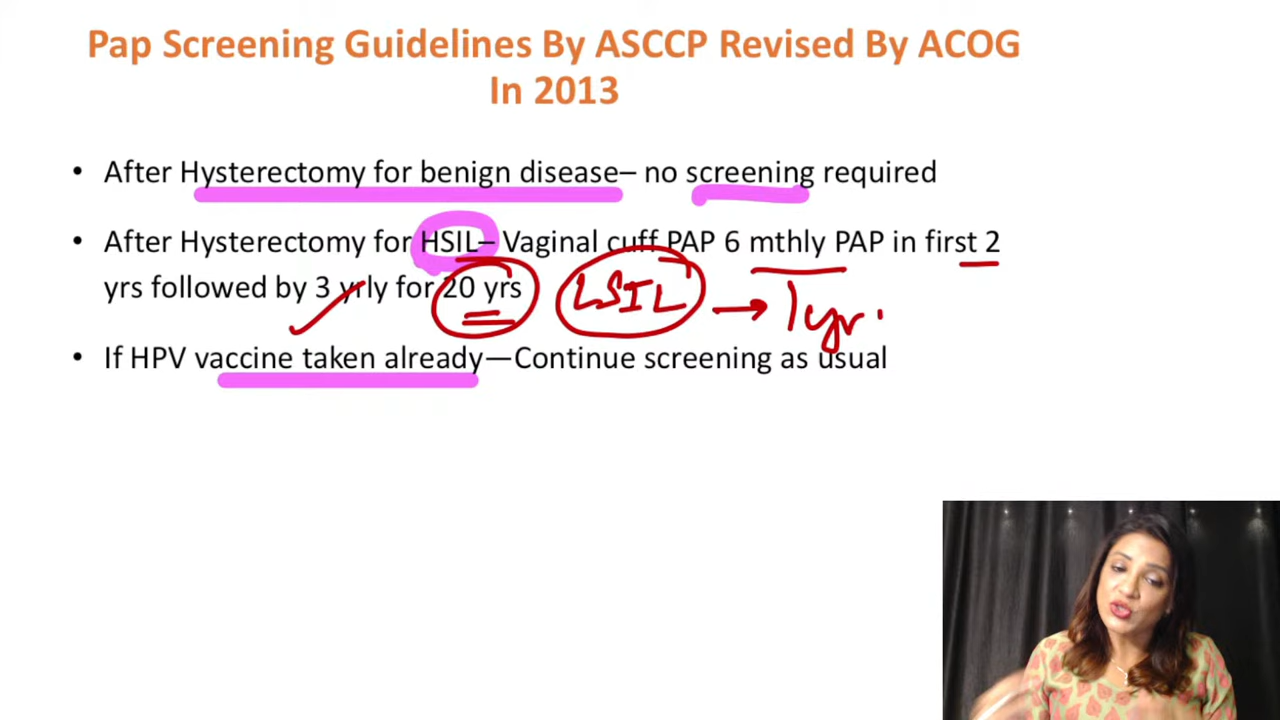 Pap Screening Guidelines By ASCCP Revised By ACOG
In 2013
• After Hysterectomy for benign disease– no screening required
• After Hysterectomy for HSIL– Vaginal cuff PAP 6 mthly PAP in first 2
yrs followed by 3 yrly for 20 yrs
LSIL → 1yr.
• If HPV vaccine taken already—Continue screening as usual